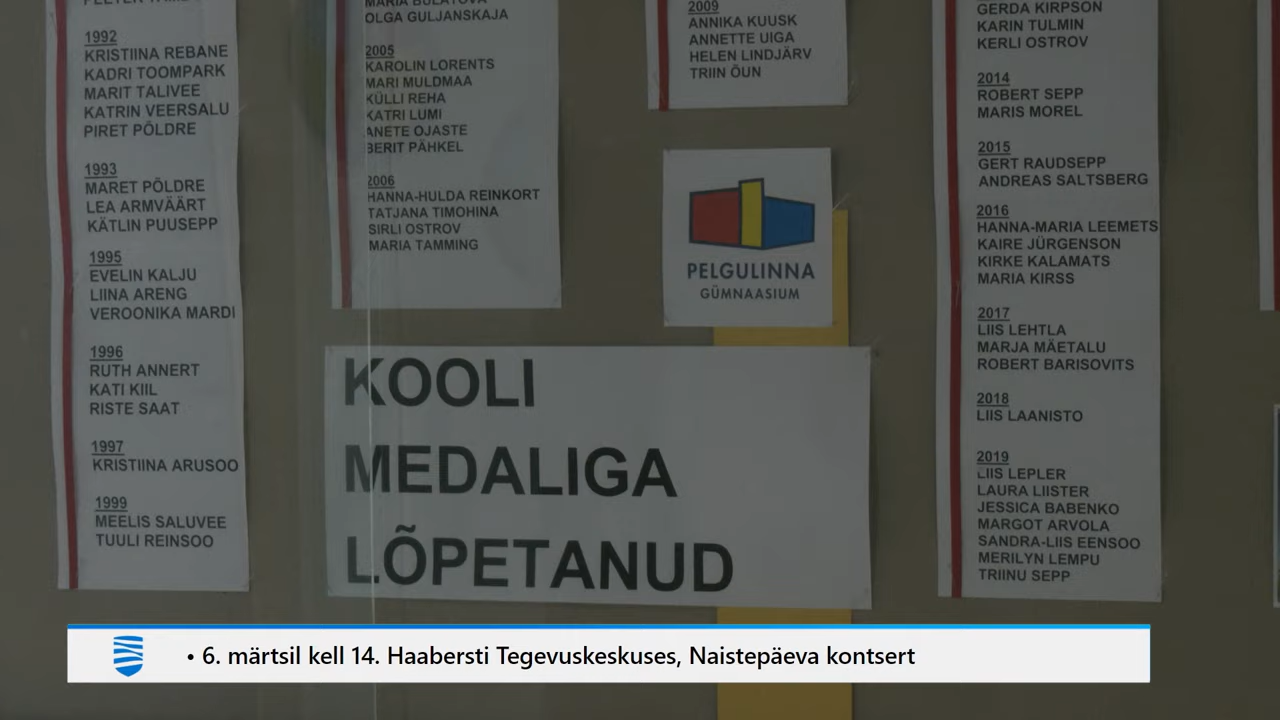 1992
KRISTIINA REBANE
KADRI TOOMPARK
MARIT TALIVEE
KATRIN VEERSALU
PIRET PÕLDRE
1993
MARET PÕLDRE
LEA ARMVÄÄRT
KÄTLIN PUUSEPP
1995
EVELIN KALJU
LIINA ARENG
VEROONIKA MARDI
1996
RUTH ANNERT
KATI KIIL
RISTE SAAT
1997
KRISTIINA ARUSOO
1999
MEELIS SALUVEE
TUULI REINSOO
MARIA BULATOVA
OLGA GULJANSKAJA
2005
KAROLIN LORENTS
MARI MULDMAA
KÜLLI REHA
KATRI LUMI
ANETE OJASTE
BERIT PÄHKEL
2006
HANNA-HULDA REINKORT
TATJANA TIMOHINA
SIRLI OSTROV
MARIA TAMMING
2009
ANNIKA KUUSK
ANNETTE UIGA
HELEN LINDJÄRV
TRIIN ÕUN
PELGULINNA
GÜMNAASIUM
KOOLI
MEDALIGA
LÕPETANUD
GERDA KIRPSON
KARIN TULMIN
KERLI OSTROV
2014
ROBERT SEPP
MARIS MOREL
2015
GERT RAUDSEPP
ANDREAS SALTSBERG
2016
HANNA-MARIA LEEMETS
KAIRE JÜRGENSON
KIRKE KALAMATS
MARIA KIRSS
2017
LIIS LEHTLA
MARJA MÄETALU
ROBERT BARISOVITS
2018
LIIS LAANISTO
2019
LIIS LEPLER
LAURA LIISTER
JESSICA BABENKO
MARGOT ARVOLA
SANDRA-LIIS EENSOO
MERILYN LEMPU
TRIINU SEPP
• 6. märtsil kell 14. Haabersti Tegevuskeskuses, Naistepäeva kontsert